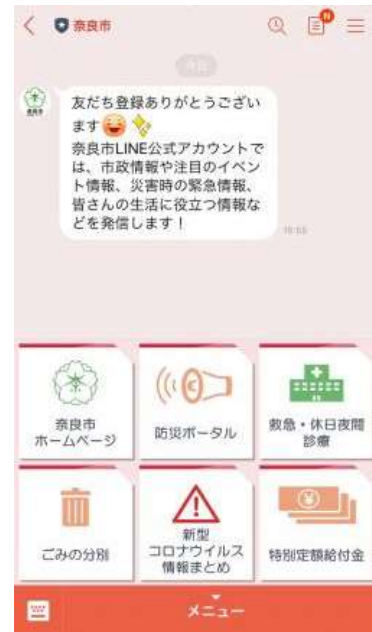 奈良市
N
今日
友だち登録ありがとうござい
ます
奈良市LINE公式アカウントで
は、市政情報や注目のイベン
ト情報、災害時の緊急情報、
皆さんの生活に役立つ情報な
どを発信します！
奈良市
ホームページ
防災ポータル
救急・休日夜間
診療
ごみの分別
新型
コロナウイルス
情報まとめ
特別定額給付金
メニュー